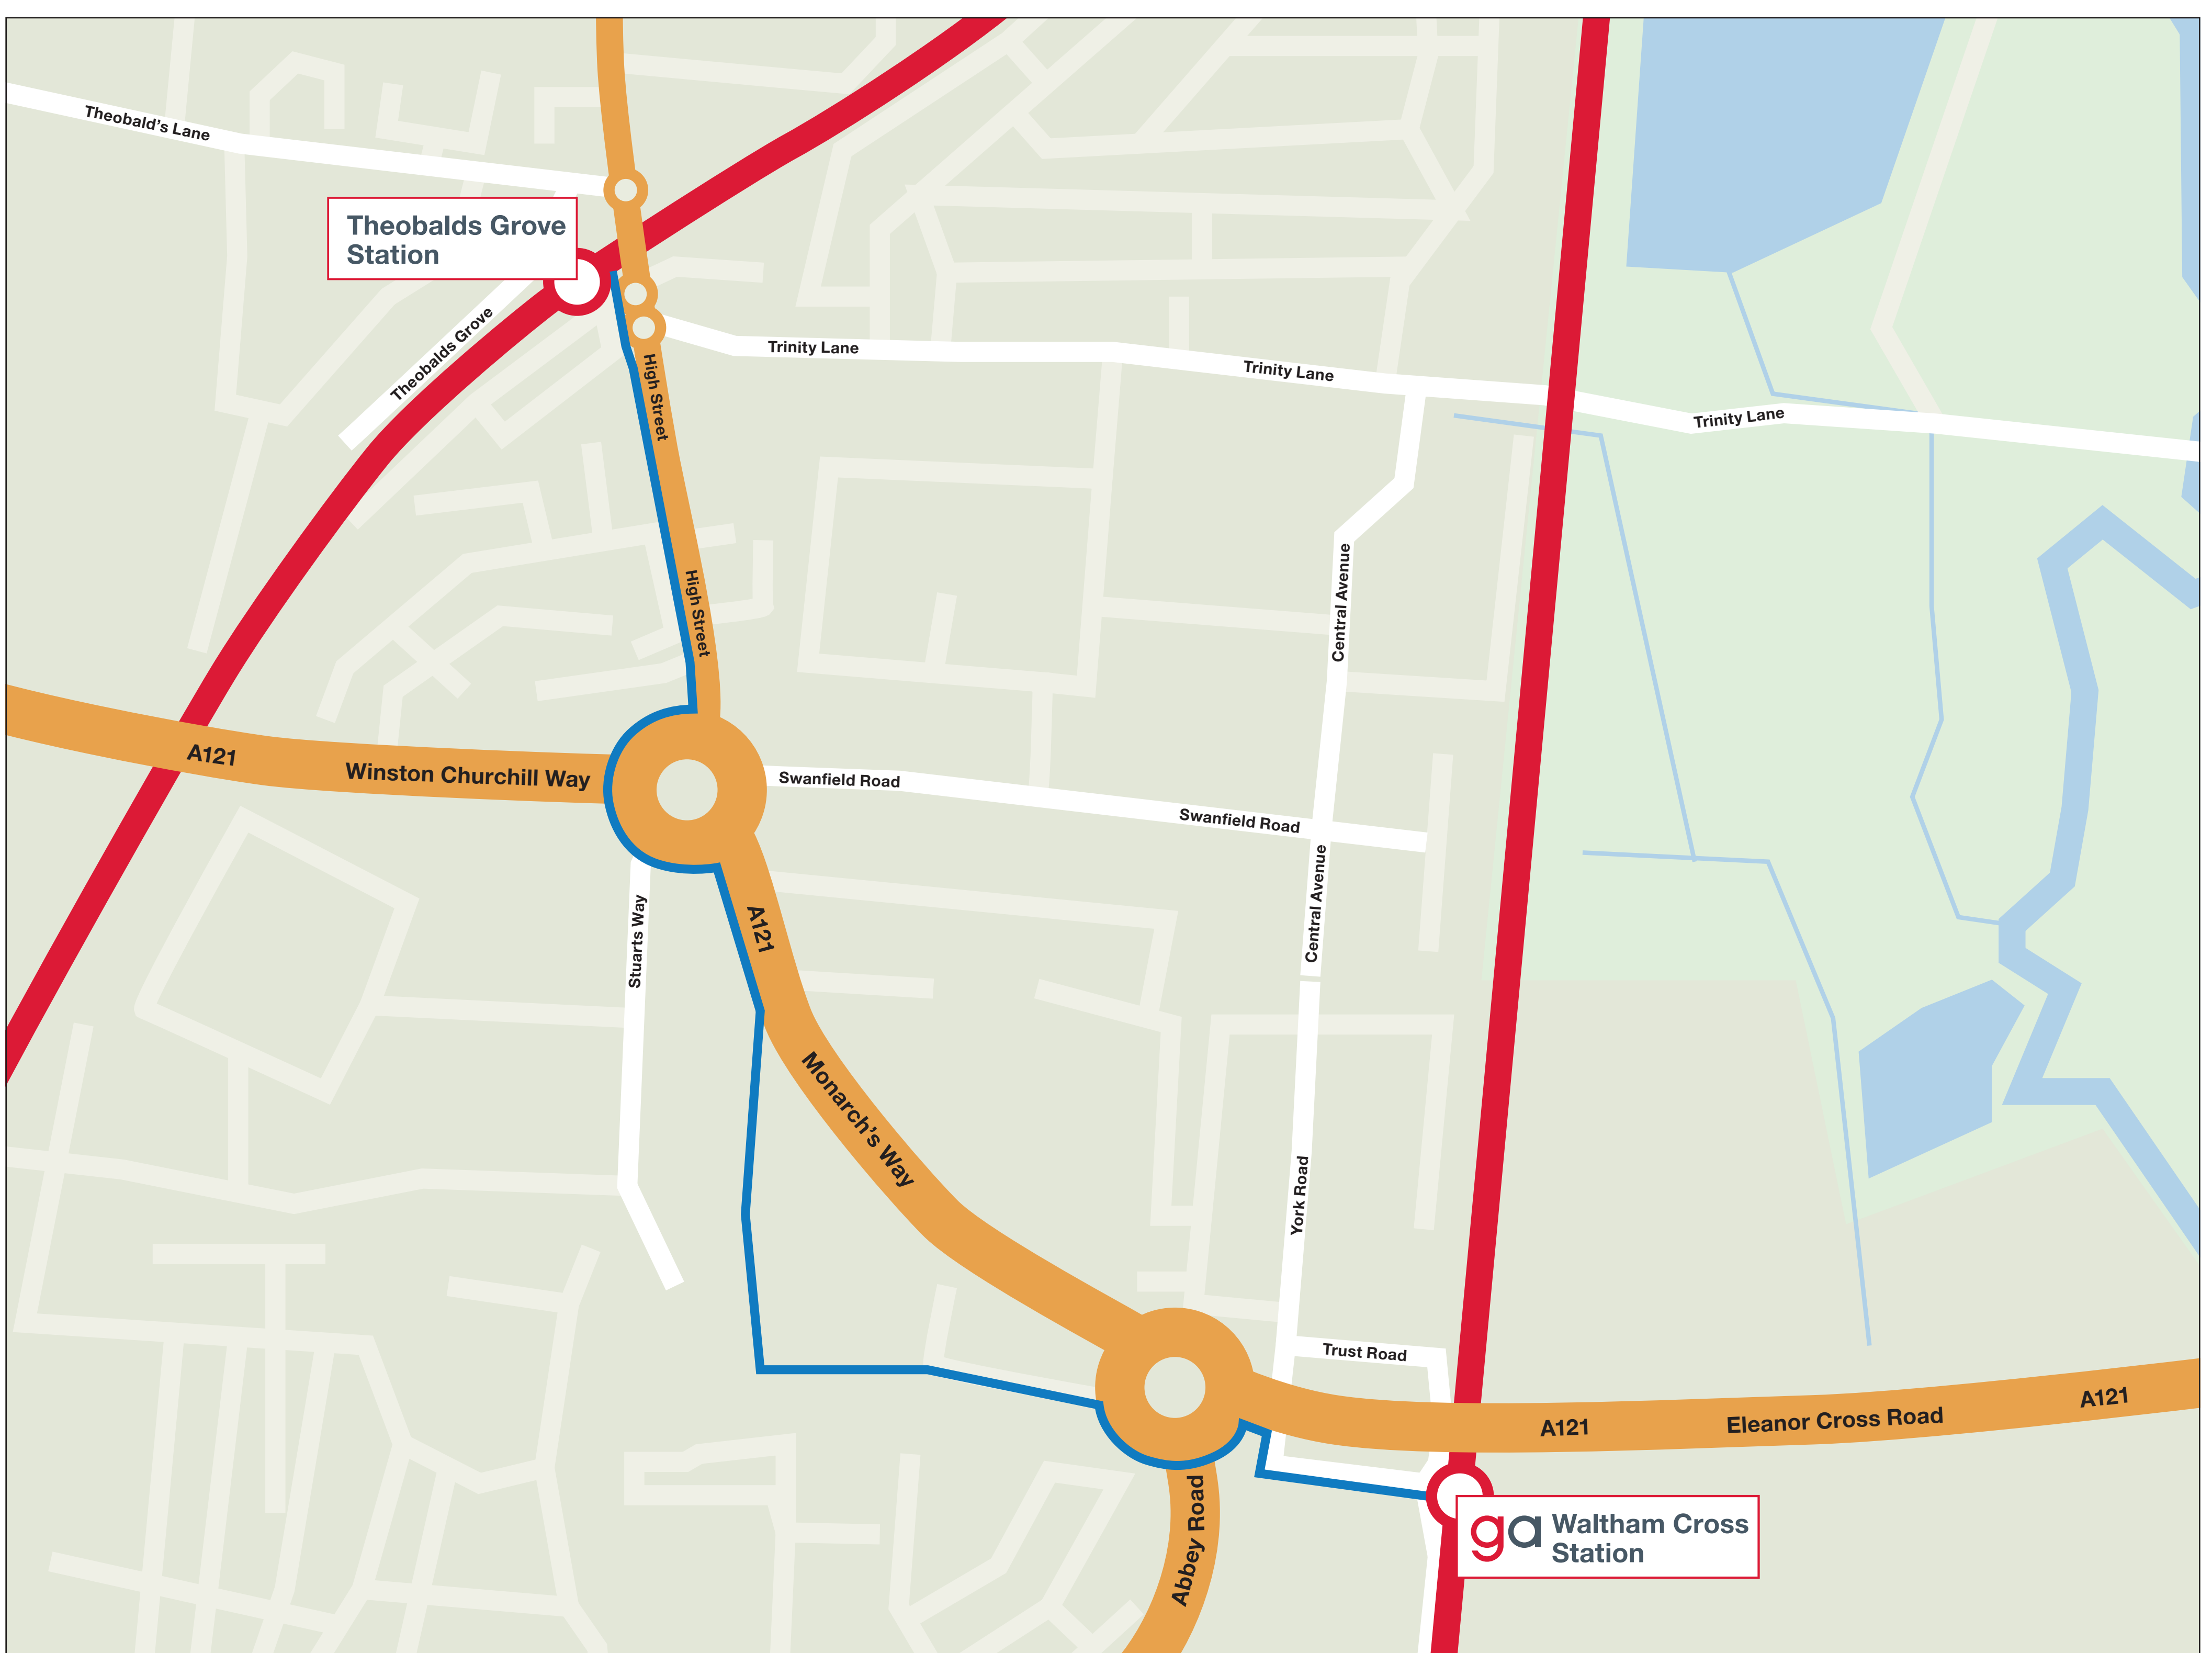 Theobald's Lane
Theobalds Grove
Station
Theobalds Grove
Trinity Lane
Trinity Lane
Trinity Lane
High Street
High Street
Central Avenue
A121
Winston Churchill Way
Swanfield Road
Swanfield Road
Central Avenue
Stuarts Way
A121
Monarch's Way
York Road
Trust Road
A121
Eleanor Cross Road
A121
Abbey Road
ga
Waltham Cross
Station